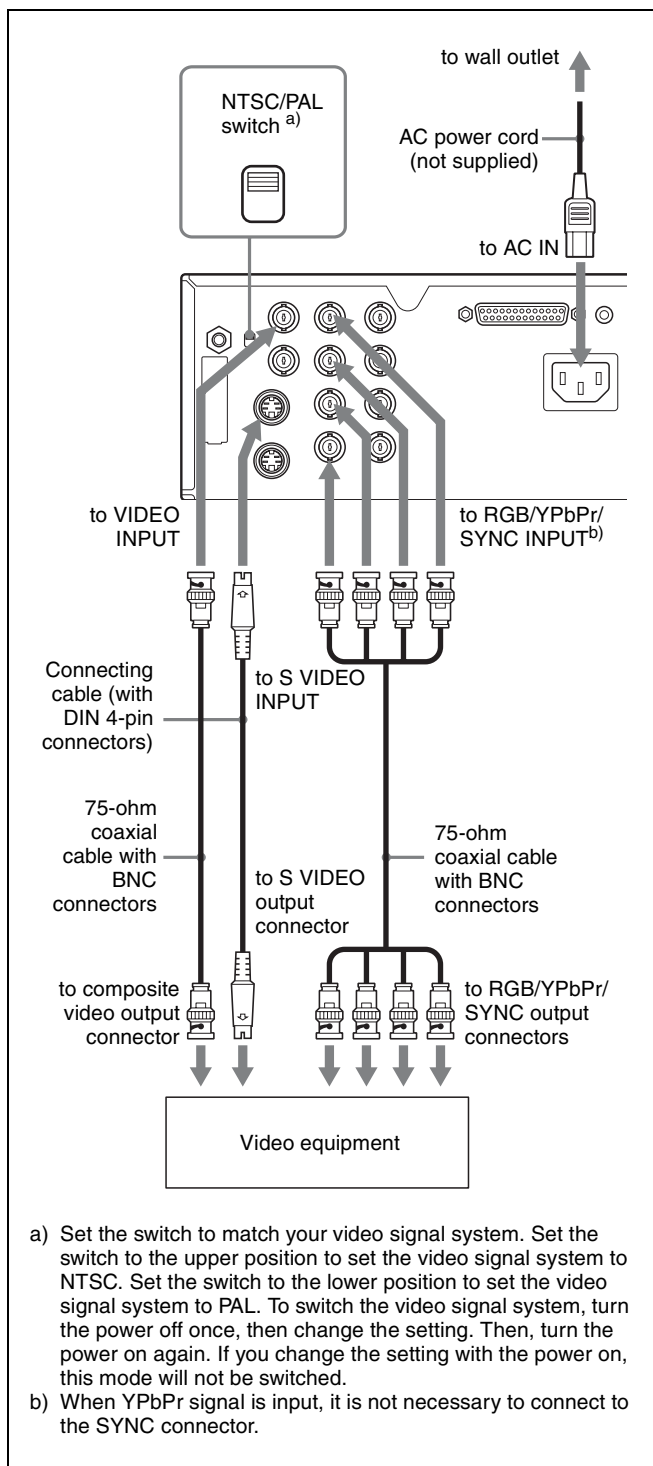 to wall outlet
NTSC/PAL
switch a)
AC power cord
(not supplied)
to AC IN
to VIDEO
INPUT
to RGB/YPbPr/
SYNC INPUTb)
Connecting
cable (with
DIN 4-pin
connectors)
to S VIDEO
INPUT
75-ohm
coaxial
cable with
BNC
connectors
75-ohm
coaxial cable
with BNC
connectors
to S VIDEO
output
connector
to composite
video output
connector
to RGB/YPbPr/
SYNC output
connectors
Video equipment
a) Set the switch to match your video signal system. Set the
switch to the upper position to set the video signal system to
NTSC. Set the switch to the lower position to set the video
signal system to PAL. To switch the video signal system, turn
the power off once, then change the setting. Then, turn the
power on again. If you change the setting with the power on,
this mode will not be switched.
b) When YPbPr signal is input, it is not necessary to connect to
the SYNC connector.